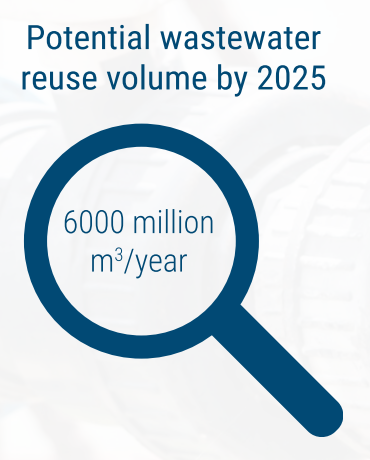 Potential wastewater
reuse volume by 2025
6000 million
m³/year